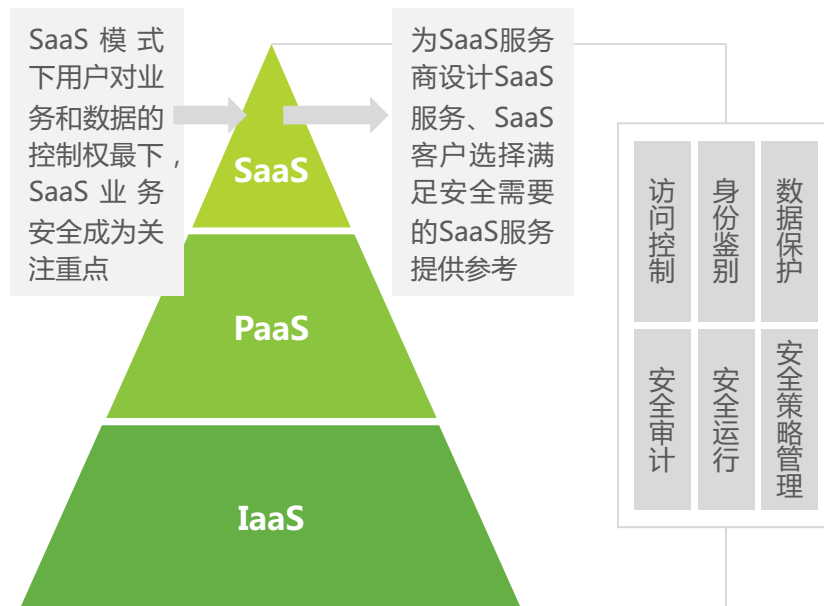 SaaS 模 式
下用户对业
务和数据的
控制权最下，
SaaS 业 务
安全成为关
注重点
为SaaS服务
商设计SaaS
服务、SaaS
客户选择满
足安全需要
的SaaS服务
提供参考
SaaS
PaaS
IaaS
访问控制
身份鉴别
数据保护
安全审计
安全运行
安全策略管理